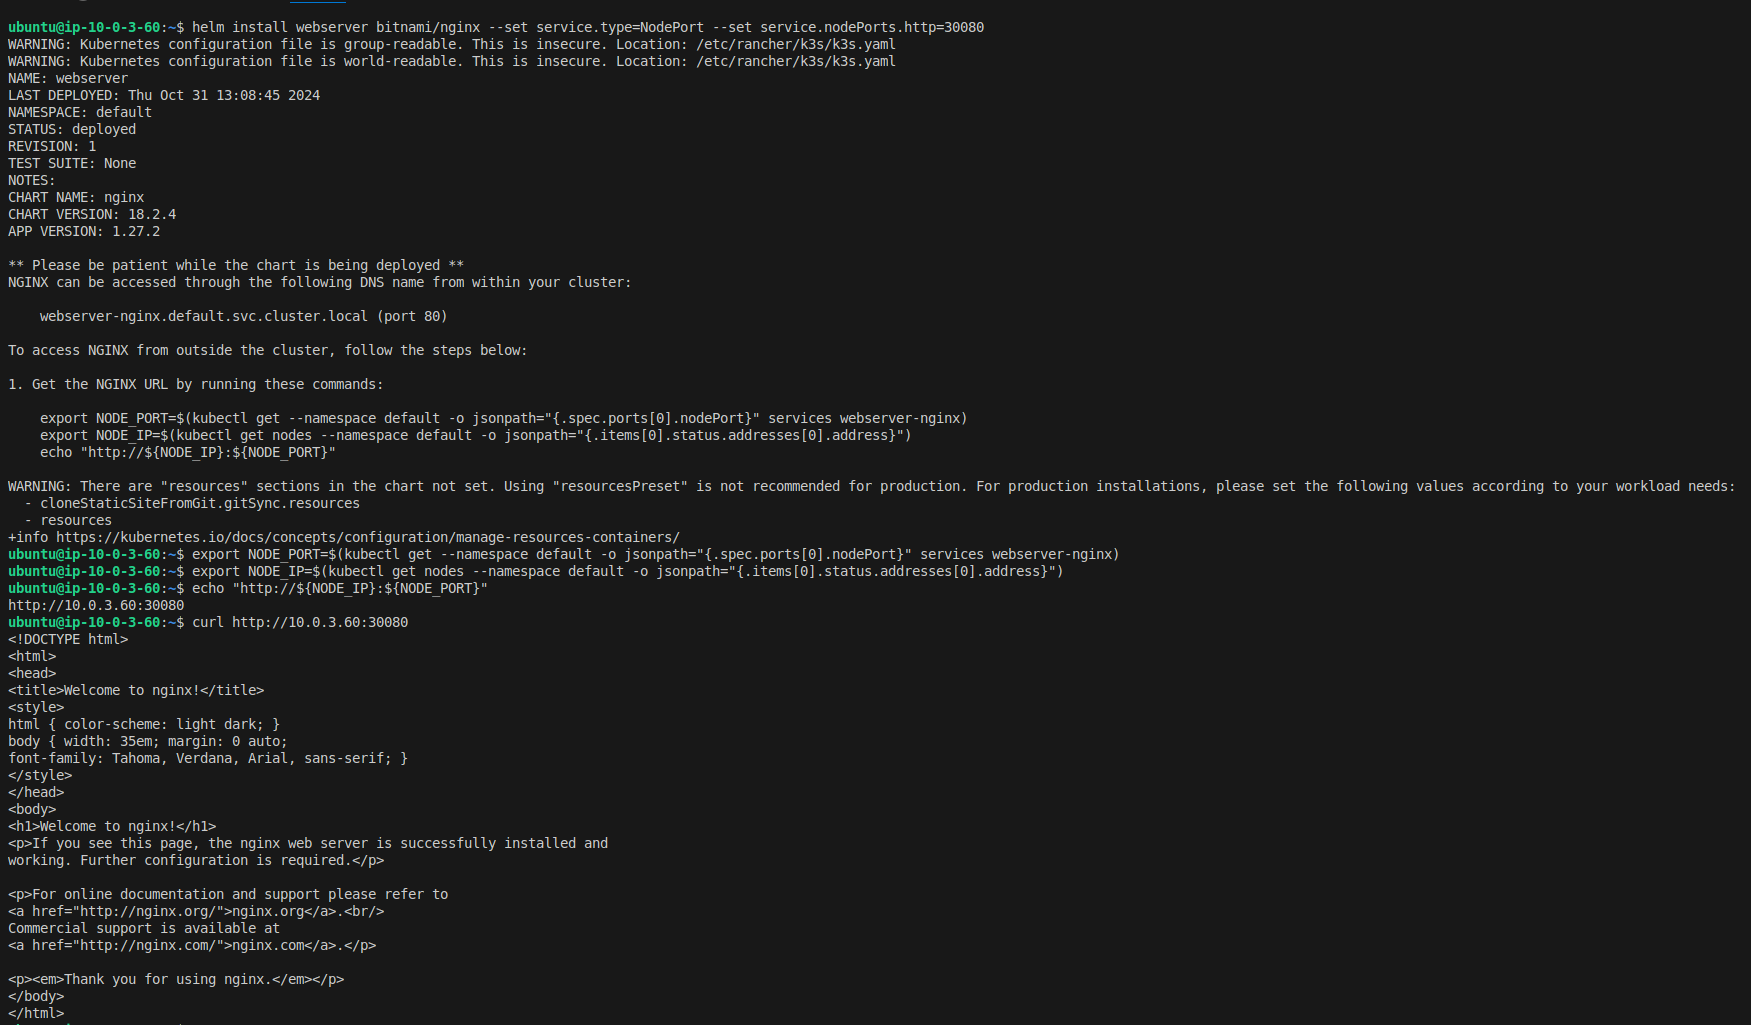 ubuntu@ip-10-0-3-60:~$ helm install webserver bitnami/nginx --set service.type=NodePort --set service.nodePorts.http=30080
WARNING: Kubernetes configuration file is group-readable. This is insecure. Location: /etc/rancher/k3s/k3s.yaml
WARNING: Kubernetes configuration file is world-readable. This is insecure. Location: /etc/rancher/k3s/k3s.yaml
NAME: webserver
LAST DEPLOYED: Thu Oct 31 13:08:45 2024
NAMESPACE: default
STATUS: deployed
REVISION: 1
TEST SUITE: None
NOTES:
CHART NAME: nginx
CHART VERSION: 18.2.4
APP VERSION: 1.27.2

** Please be patient while the chart is being deployed **
NGINX can be accessed through the following DNS name from within your cluster:

    webserver-nginx.default.svc.cluster.local (port 80)

To access NGINX from outside the cluster, follow the steps below:

1. Get the NGINX URL by running these commands:

    export NODE_PORT=$(kubectl get --namespace default -o jsonpath="{.spec.ports[0].nodePort}" services webserver-nginx)
    export NODE_IP=$(kubectl get nodes --namespace default -o jsonpath="{.items[0].status.addresses[0].address}")
    echo "http://${NODE_IP}:${NODE_PORT}"

WARNING: There are "resources" sections in the chart not set. Using "resourcesPreset" is not recommended for production. For production installations, please set the following values according to your workload needs:
  - cloneStaticSiteFromGit.gitSync.resources
  - resources
+info https://kubernetes.io/docs/concepts/configuration/manage-resources-containers/
ubuntu@ip-10-0-3-60:~$ export NODE_PORT=$(kubectl get --namespace default -o jsonpath="{.spec.ports[0].nodePort}" services webserver-nginx)
ubuntu@ip-10-0-3-60:~$ export NODE_IP=$(kubectl get nodes --namespace default -o jsonpath="{.items[0].status.addresses[0].address}")
ubuntu@ip-10-0-3-60:~$ echo "http://${NODE_IP}:${NODE_PORT}"
http://10.0.3.60:30080
ubuntu@ip-10-0-3-60:~$ curl http://10.0.3.60:30080
<!DOCTYPE html>
<html>
<head>
<title>Welcome to nginx!</title>
<style>
html { color-scheme: light dark; }
body { width: 35em; margin: 0 auto;
font-family: Tahoma, Verdana, Arial, sans-serif; }
</style>
</head>
<body>
<h1>Welcome to nginx!</h1>
<p>If you see this page, the nginx web server is successfully installed and
working. Further configuration is required.</p>

<p>For online documentation and support please refer to
<a href="http://nginx.org/">nginx.org</a>.<br/>
Commercial support is available at
<a href="http://nginx.com/">nginx.com</a>.</p>

<p><em>Thank you for using nginx.</em></p>
</body>
</html>